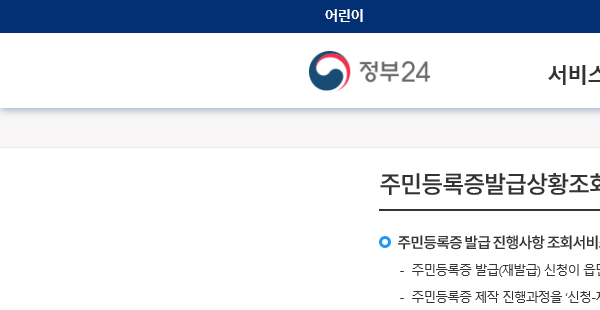 어린이
정부24
서비스
주민등록증발급상황조회
주민등록증 발급 진행사항 조회서비스
- 주민등록증 발급(재발급) 신청이 읍면
- 주민등록증 제작 진행과정을 '신청-